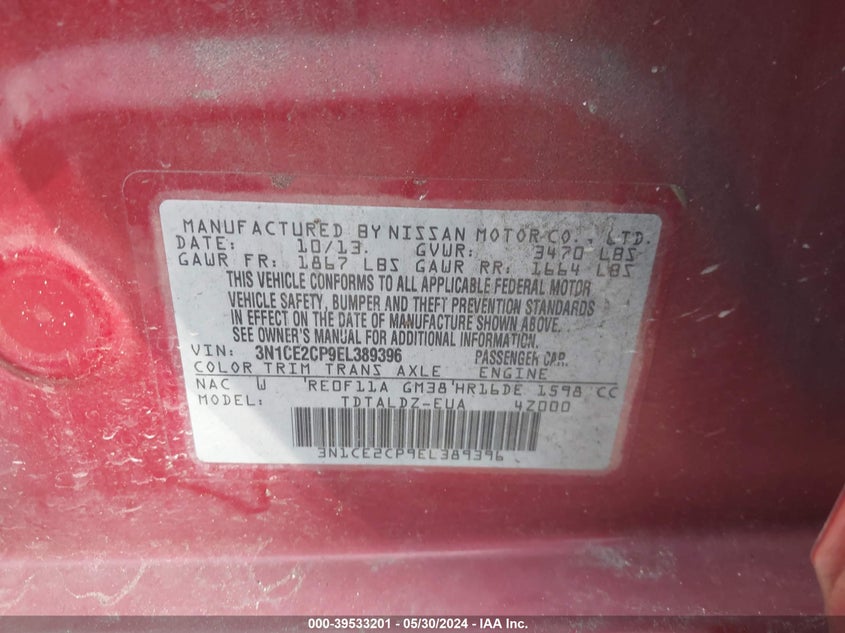 MANUFACTURED BY NISSAN MOTOR CO., LTD.
DATE: 10/13. GVWR: 3470 LBS
GAWR FR: 1867 LBS GAWR RR: 1664 LBS
THIS VEHICLE CONFORMS TO ALL APPLICABLE FEDERAL MOTOR
VEHICLE SAFETY, BUMPER AND THEFT PREVENTION STANDARDS
IN EFFECT ON THE DATE OF MANUFACTURE SHOWN ABOVE.
SEE OWNER'S MANUAL FOR ADDITIONAL INFORMATION.
VIN: 3N1CE2CP9EL389396 PASSENGER CAR
COLOR TRIM TRANS AXLE ENGINE
NAC W RE0F11A GM38 HR16DE 1598 CC
MODEL: TDTALDZ-EUA 4Z000
3N1CE2CP9EL389396
000-39533201 - 05/30/2024 - IAA Inc.